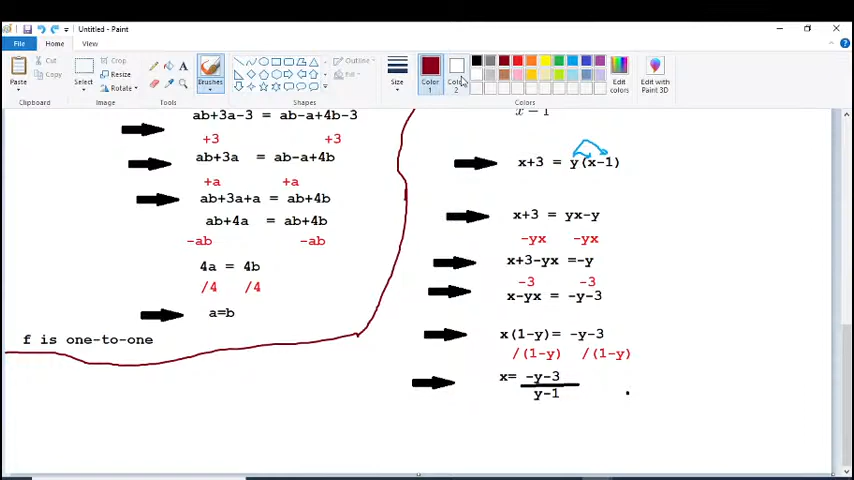 Untitled - Paint
File Home View
Paste
Cut
Copy
Clipboard
Select
Crop
Resize
Rotate
Image
Tools
Brushes
Shapes
Outline
Fill
Size
Color 1
Color 2
Colors
Edit colors
Edit with Paint 3D
ab+3a-3 = ab-a+4b-3
+3 +3
ab+3a = ab-a+4b
+a +a
ab+3a+a = ab+4b
ab+4a = ab+4b
-ab -ab
4a = 4b
/4 /4
a=b
f is one-to-one
x − 1
x+3 = y(x-1)
x+3 = yx-y
-yx -yx
x+3-yx =-y
-3 -3
x-yx = -y-3
x(1-y)= -y-3
/(1-y) /(1-y)
x= -y-3
y-1